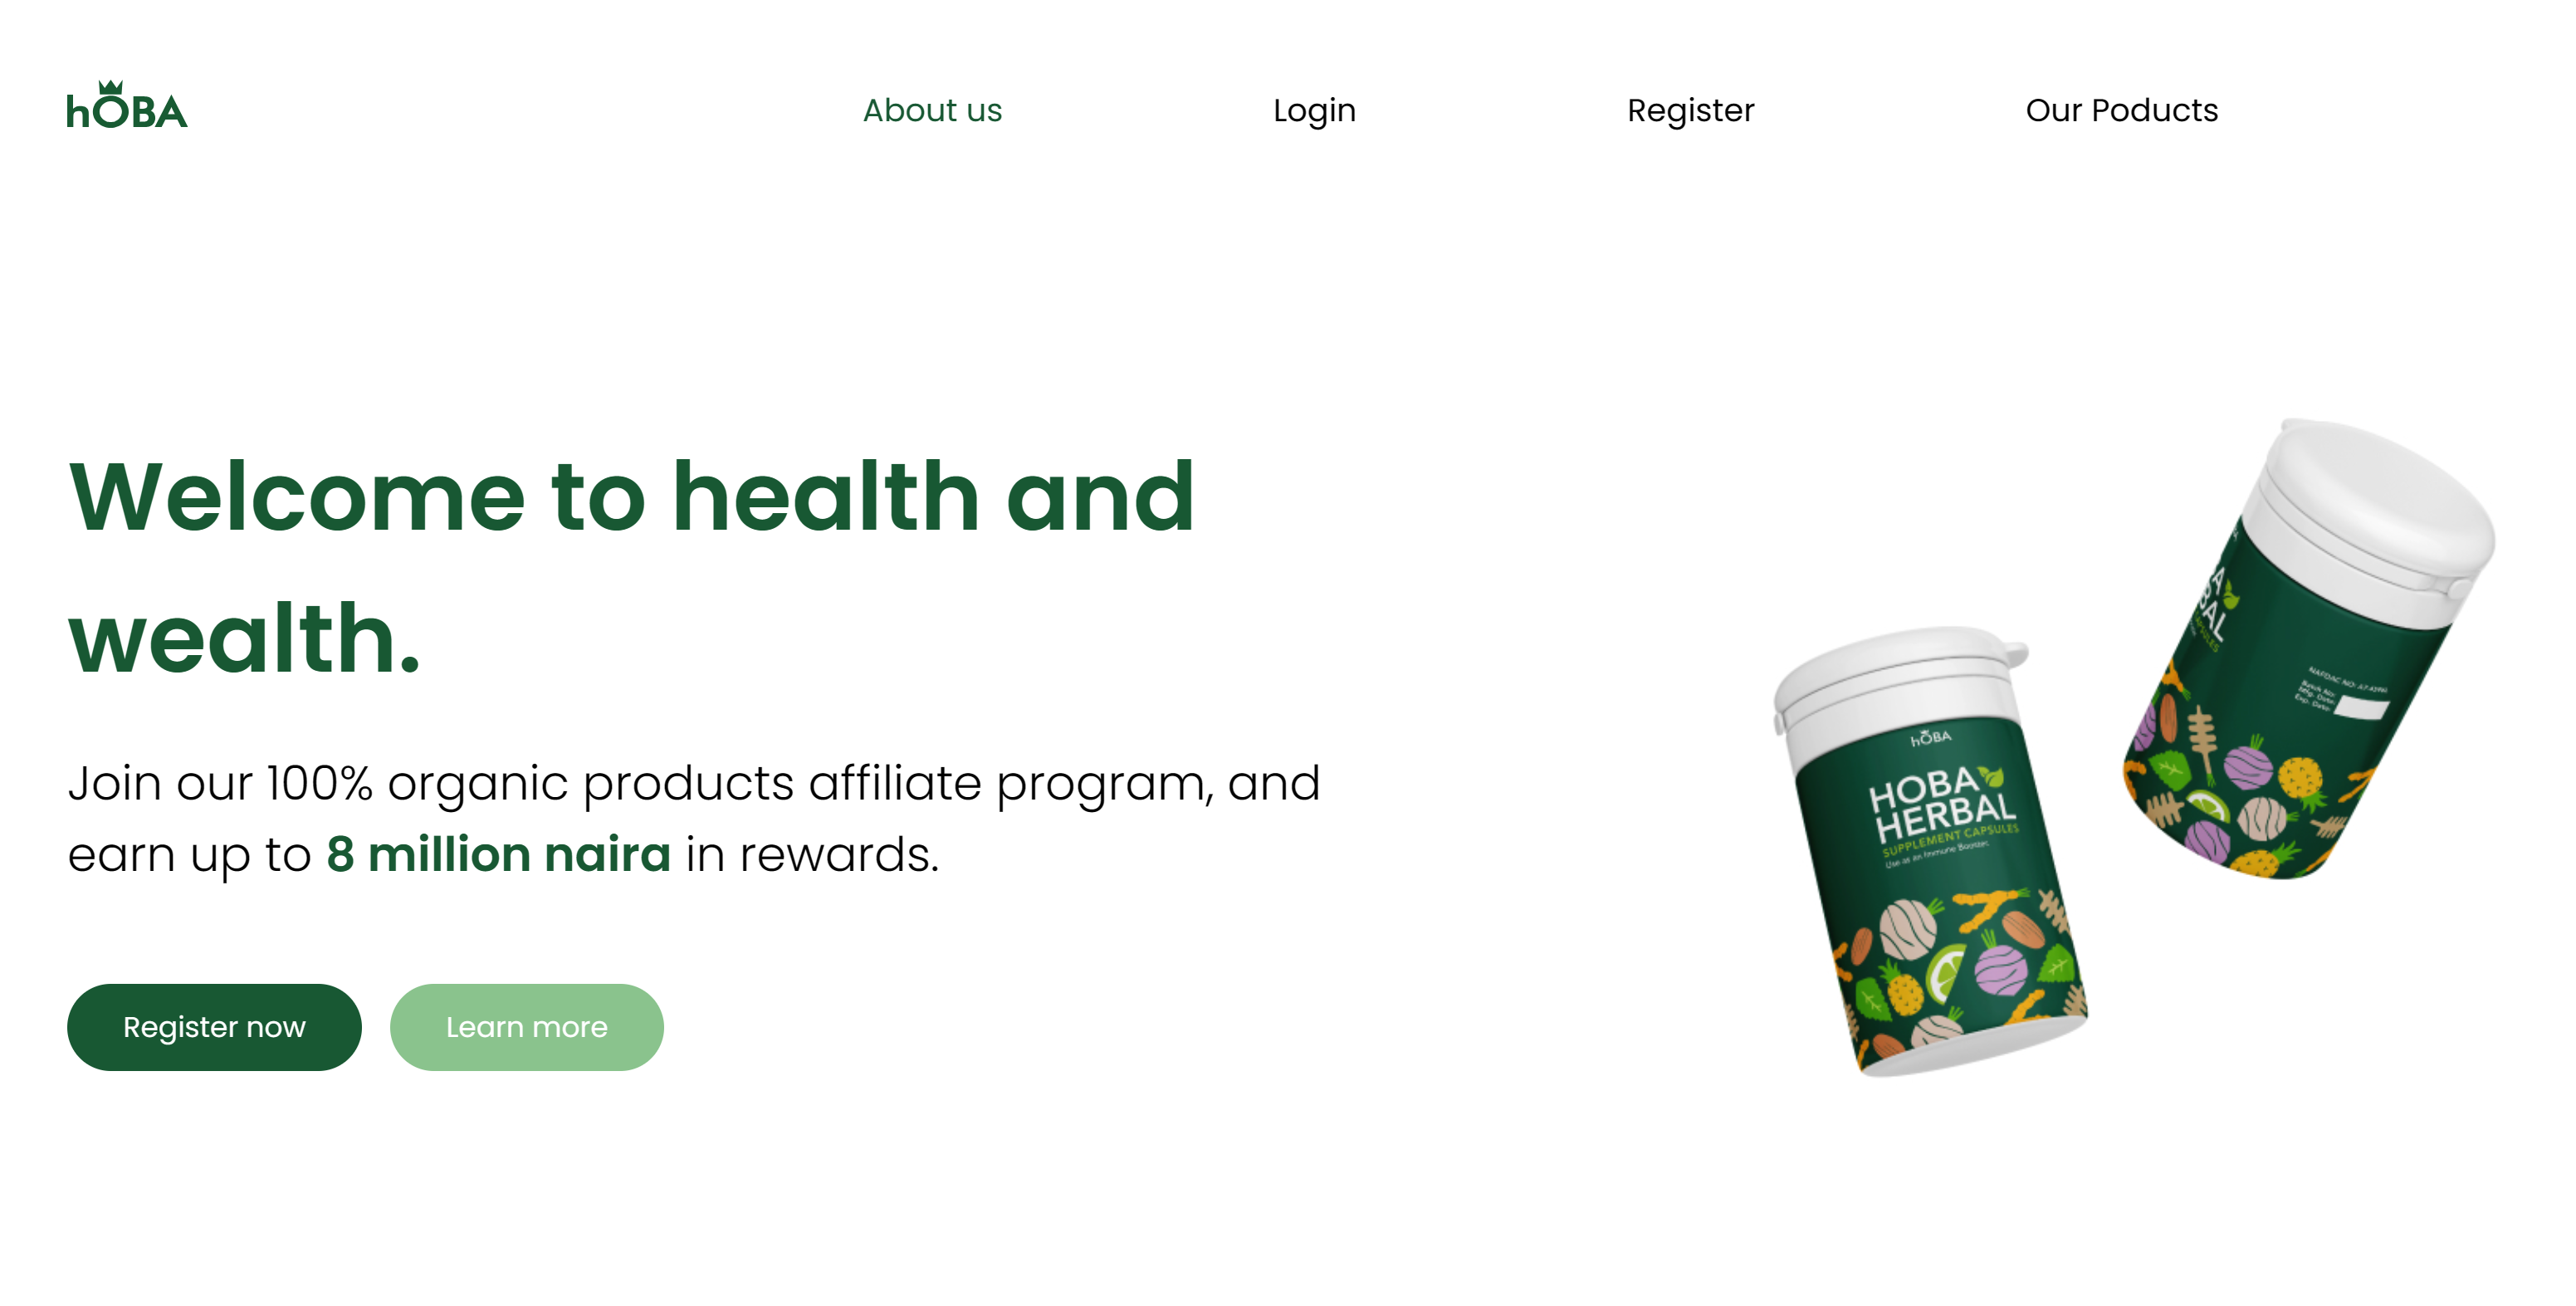 hOBA
About us
Login
Register
Our Poducts
Welcome to health and
wealth.
Join our 100% organic products affiliate program, and
earn up to 8 million naira in rewards.
Register now
Learn more
hOBA
HOBA
HERBAL
SUPPLEMENT CAPSULES
Use as an Immune Booster.
NAFDAC NO:
Batch No:
Mfg. Date:
Exp. Date: